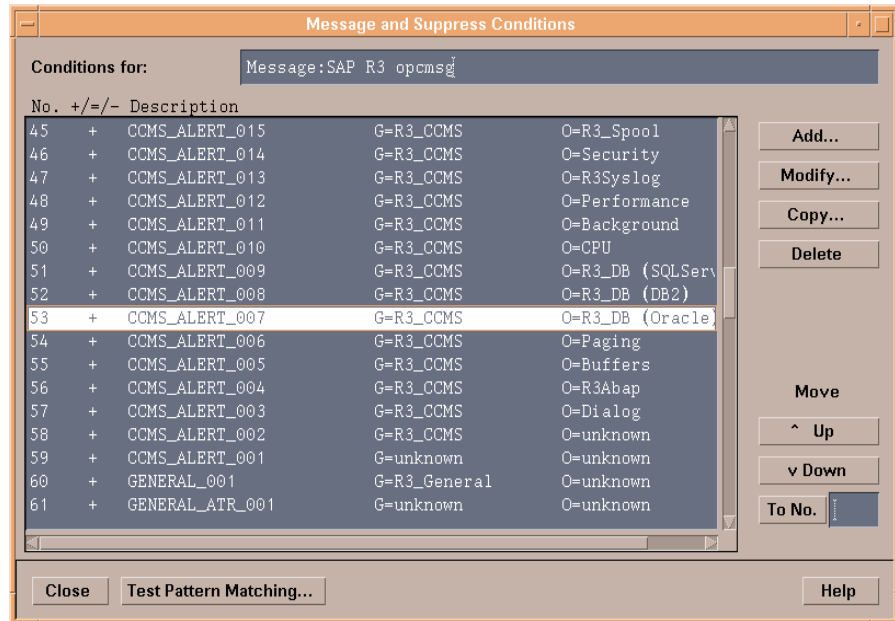 Message and Suppress Conditions
Conditions for: Message:SAP R3 opcmsg
No. +/=/- Description
45 + CCMS_ALERT_015 G=R3_CCMS O=R3_Spool
46 + CCMS_ALERT_014 G=R3_CCMS O=Security
47 + CCMS_ALERT_013 G=R3_CCMS O=R3Syslog
48 + CCMS_ALERT_012 G=R3_CCMS O=Performance
49 + CCMS_ALERT_011 G=R3_CCMS O=Background
50 + CCMS_ALERT_010 G=R3_CCMS O=CPU
51 + CCMS_ALERT_009 G=R3_CCMS O=R3_DB (SQLServ
52 + CCMS_ALERT_008 G=R3_CCMS O=R3_DB (DB2)
53 + CCMS_ALERT_007 G=R3_CCMS O=R3_DB (Oracle)
54 + CCMS_ALERT_006 G=R3_CCMS O=Paging
55 + CCMS_ALERT_005 G=R3_CCMS O=Buffers
56 + CCMS_ALERT_004 G=R3_CCMS O=R3Abap
57 + CCMS_ALERT_003 G=R3_CCMS O=Dialog
58 + CCMS_ALERT_002 G=R3_CCMS O=unknown
59 + CCMS_ALERT_001 G=unknown O=unknown
60 + GENERAL_001 G=R3_General O=unknown
61 + GENERAL_ATR_001 G=unknown O=unknown
Add...
Modify...
Copy...
Delete
Move
^ Up
v Down
To No.
Close Test Pattern Matching... Help